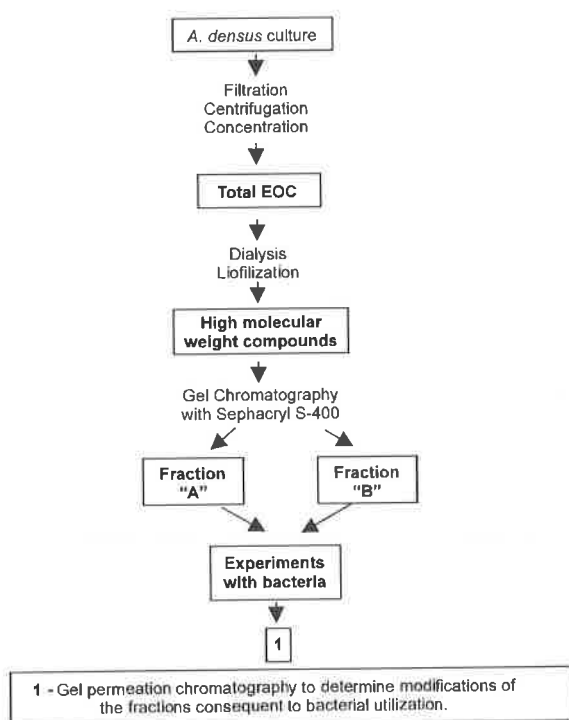 A. densus culture
Filtration
Centrifugation
Concentration
Total EOC
Dialysis
Liofilization
High molecular
weight compounds
Gel Chromatography
with Sephacryl S-400
Fraction
"A"
Fraction
"B"
Experiments
with bacteria
1
1 - Gel permeation chromatography to determine modifications of
the fractions consequent to bacterial utilization.